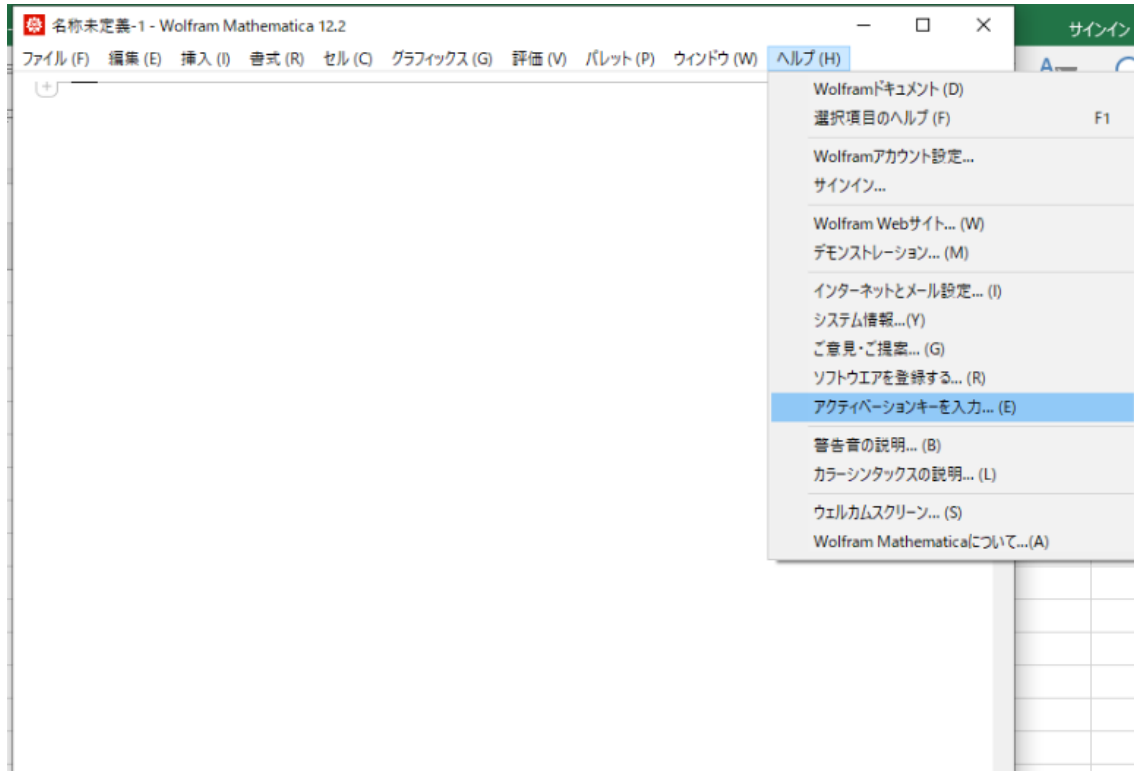 名称未定義-1 - Wolfram Mathematica 12.2
サインイン
ファイル (F) 編集 (E) 挿入 (I) 書式 (R) セル (C) グラフィックス (G) 評価 (V) パレット (P) ウィンドウ (W) ヘルプ (H)
Wolframドキュメント (D)
選択項目のヘルプ (F) F1
Wolframアカウント設定...
サインイン...
Wolfram Webサイト... (W)
デモンストレーション... (M)
インターネットとメール設定... (I)
システム情報...(Y)
ご意見・ご提案... (G)
ソフトウエアを登録する... (R)
アクティベーションキーを入力... (E)
警告音の説明... (B)
カラーシンタックスの説明... (L)
ウェルカムスクリーン... (S)
Wolfram Mathematicaについて...(A)